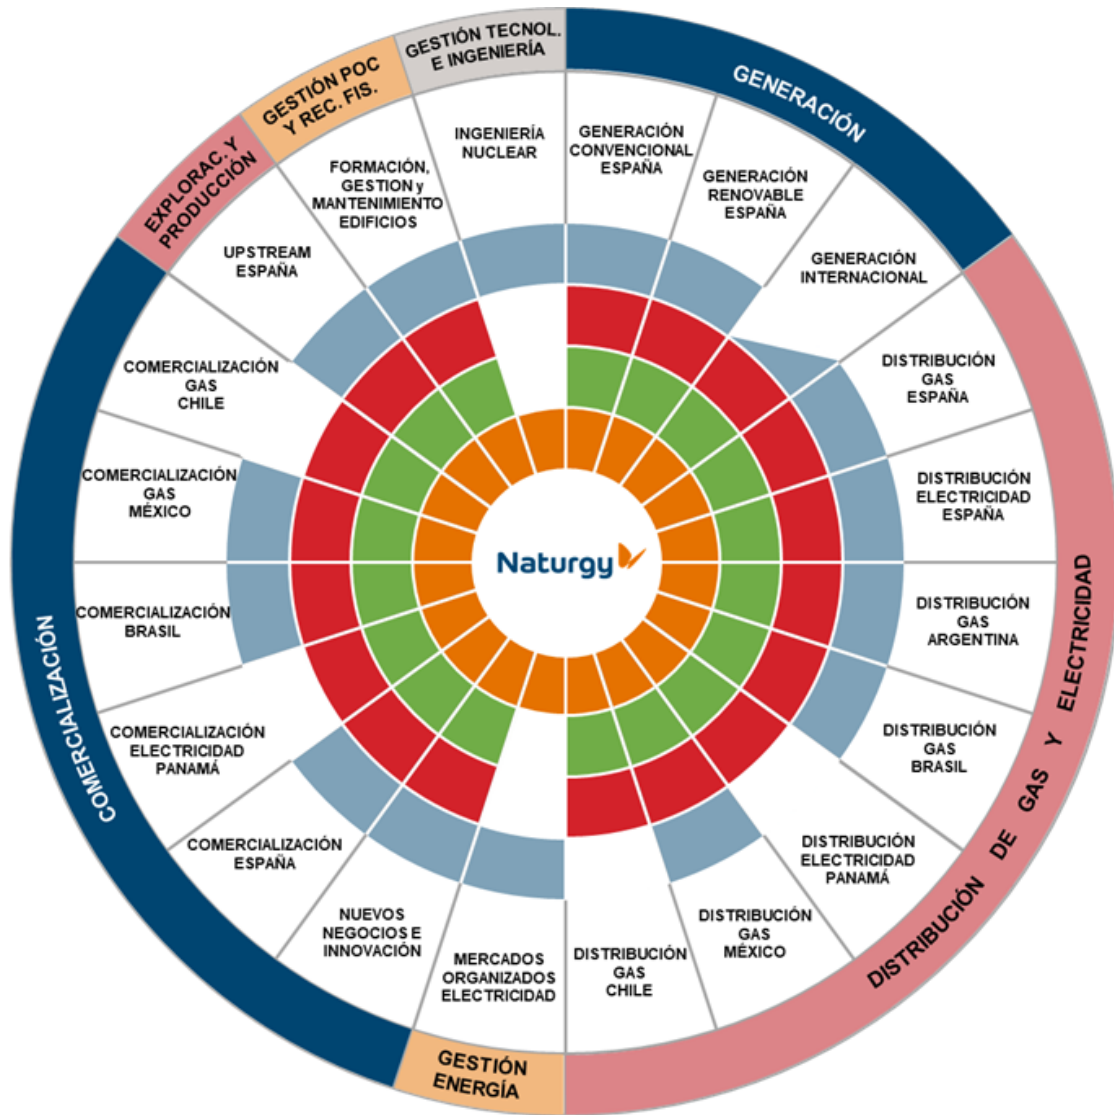 GESTIÓN TECNOL.
E INGENIERÍA
GENERACIÓN
GESTIÓN POC
Y REC. FIS.
EXPLORAC. Y
PRODUCCIÓN
INGENIERÍA
NUCLEAR
GENERACIÓN
CONVENCIONAL
ESPAÑA
GENERACIÓN
RENOVABLE
ESPAÑA
GENERACIÓN
INTERNACIONAL
FORMACIÓN,
GESTION y
MANTENIMIENTO
EDIFICIOS
UPSTREAM
ESPAÑA
DISTRIBUCIÓN
GAS
ESPAÑA
COMERCIALIZACIÓN
GAS
CHILE
COMERCIALIZACIÓN
GAS
MÉXICO
DISTRIBUCIÓN
ELECTRICIDAD
ESPAÑA
Naturgy
COMERCIALIZACIÓN
BRASIL
DISTRIBUCIÓN
GAS
ARGENTINA
COMERCIALIZACIÓN
DISTRIBUCIÓN DE GAS Y ELECTRICIDAD
COMERCIALIZACIÓN
ELECTRICIDAD
PANAMÁ
DISTRIBUCIÓN
GAS
BRASIL
COMERCIALIZACIÓN
ESPAÑA
DISTRIBUCIÓN
ELECTRICIDAD
PANAMÁ
NUEVOS
NEGOCIOS E
INNOVACIÓN
MERCADOS
ORGANIZADOS
ELECTRICIDAD
DISTRIBUCIÓN
GAS
CHILE
DISTRIBUCIÓN
GAS
MÉXICO
GESTIÓN
ENERGÍA